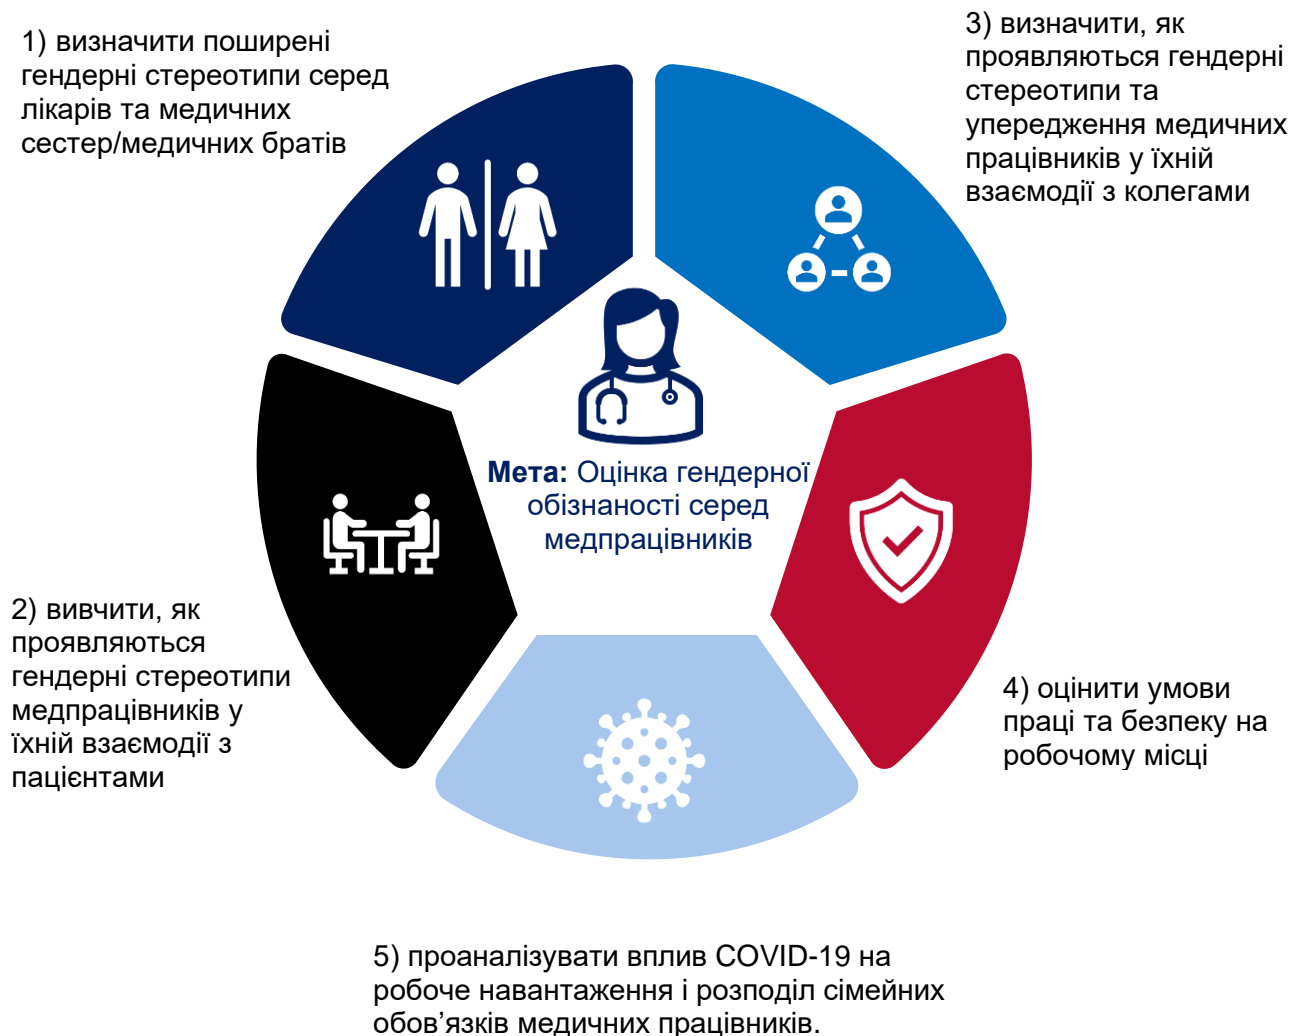 1) визначити поширені
гендерні стереотипи серед
лікарів та медичних
сестер/медичних братів
3) визначити, як
проявляються гендерні
стереотипи та
упередження медичних
працівників у їхній
взаємодії з колегами
Мета: Оцінка гендерної
обізнаності серед
медпрацівників
2) вивчити, як
проявляються
гендерні стереотипи
медпрацівників у
їхній взаємодії з
пацієнтами
4) оцінити умови
праці та безпеку на
робочому місці
5) проаналізувати вплив COVID-19 на
робоче навантаження і розподіл сімейних
обов’язків медичних працівників.